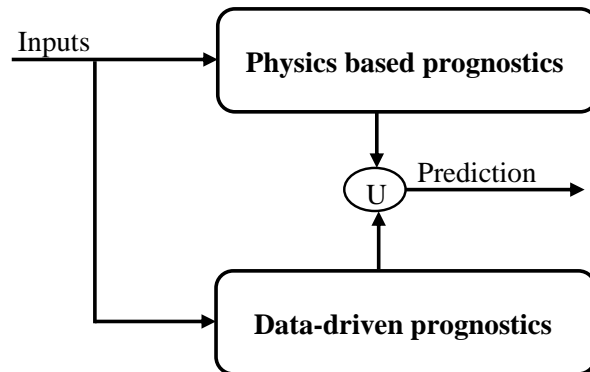 Inputs
Physics based prognostics
U
Prediction
Data-driven prognostics